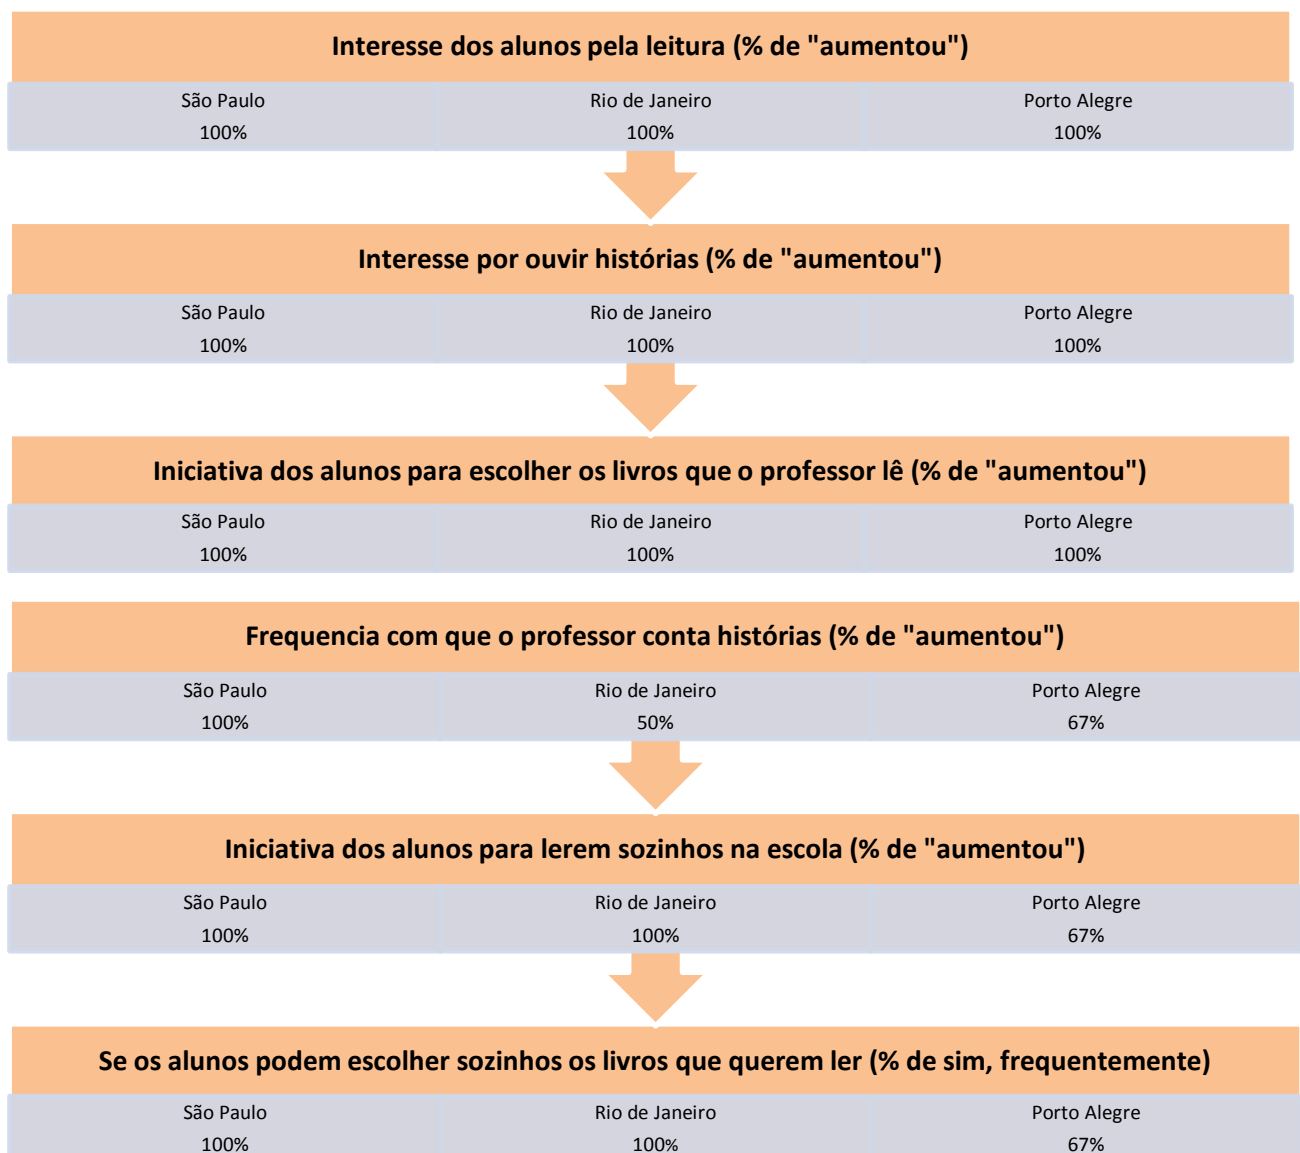 Interesse dos alunos pela leitura (% de "aumentou")
São Paulo Rio de Janeiro Porto Alegre
100% 100% 100%
Interesse por ouvir histórias (% de "aumentou")
São Paulo Rio de Janeiro Porto Alegre
100% 100% 100%
Iniciativa dos alunos para escolher os livros que o professor lê (% de "aumentou")
São Paulo Rio de Janeiro Porto Alegre
100% 100% 100%
Frequencia com que o professor conta histórias (% de "aumentou")
São Paulo Rio de Janeiro Porto Alegre
100% 50% 67%
Iniciativa dos alunos para lerem sozinhos na escola (% de "aumentou")
São Paulo Rio de Janeiro Porto Alegre
100% 100% 67%
Se os alunos podem escolher sozinhos os livros que querem ler (% de sim, frequentemente)
São Paulo Rio de Janeiro Porto Alegre
100% 100% 67%